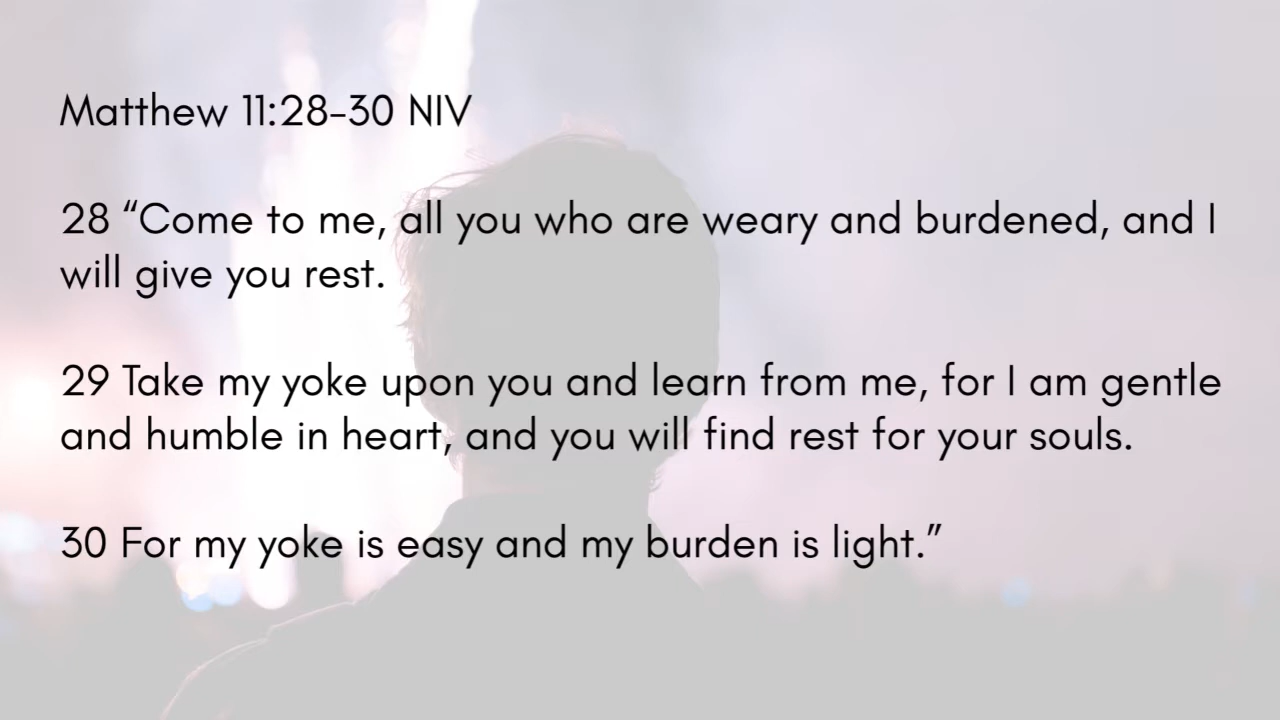 Matthew 11:28-30 NIV
28 “Come to me, all you who are weary and burdened, and I
will give you rest.
29 Take my yoke upon you and learn from me, for I am gentle
and humble in heart, and you will find rest for your souls.
30 For my yoke is easy and my burden is light.”